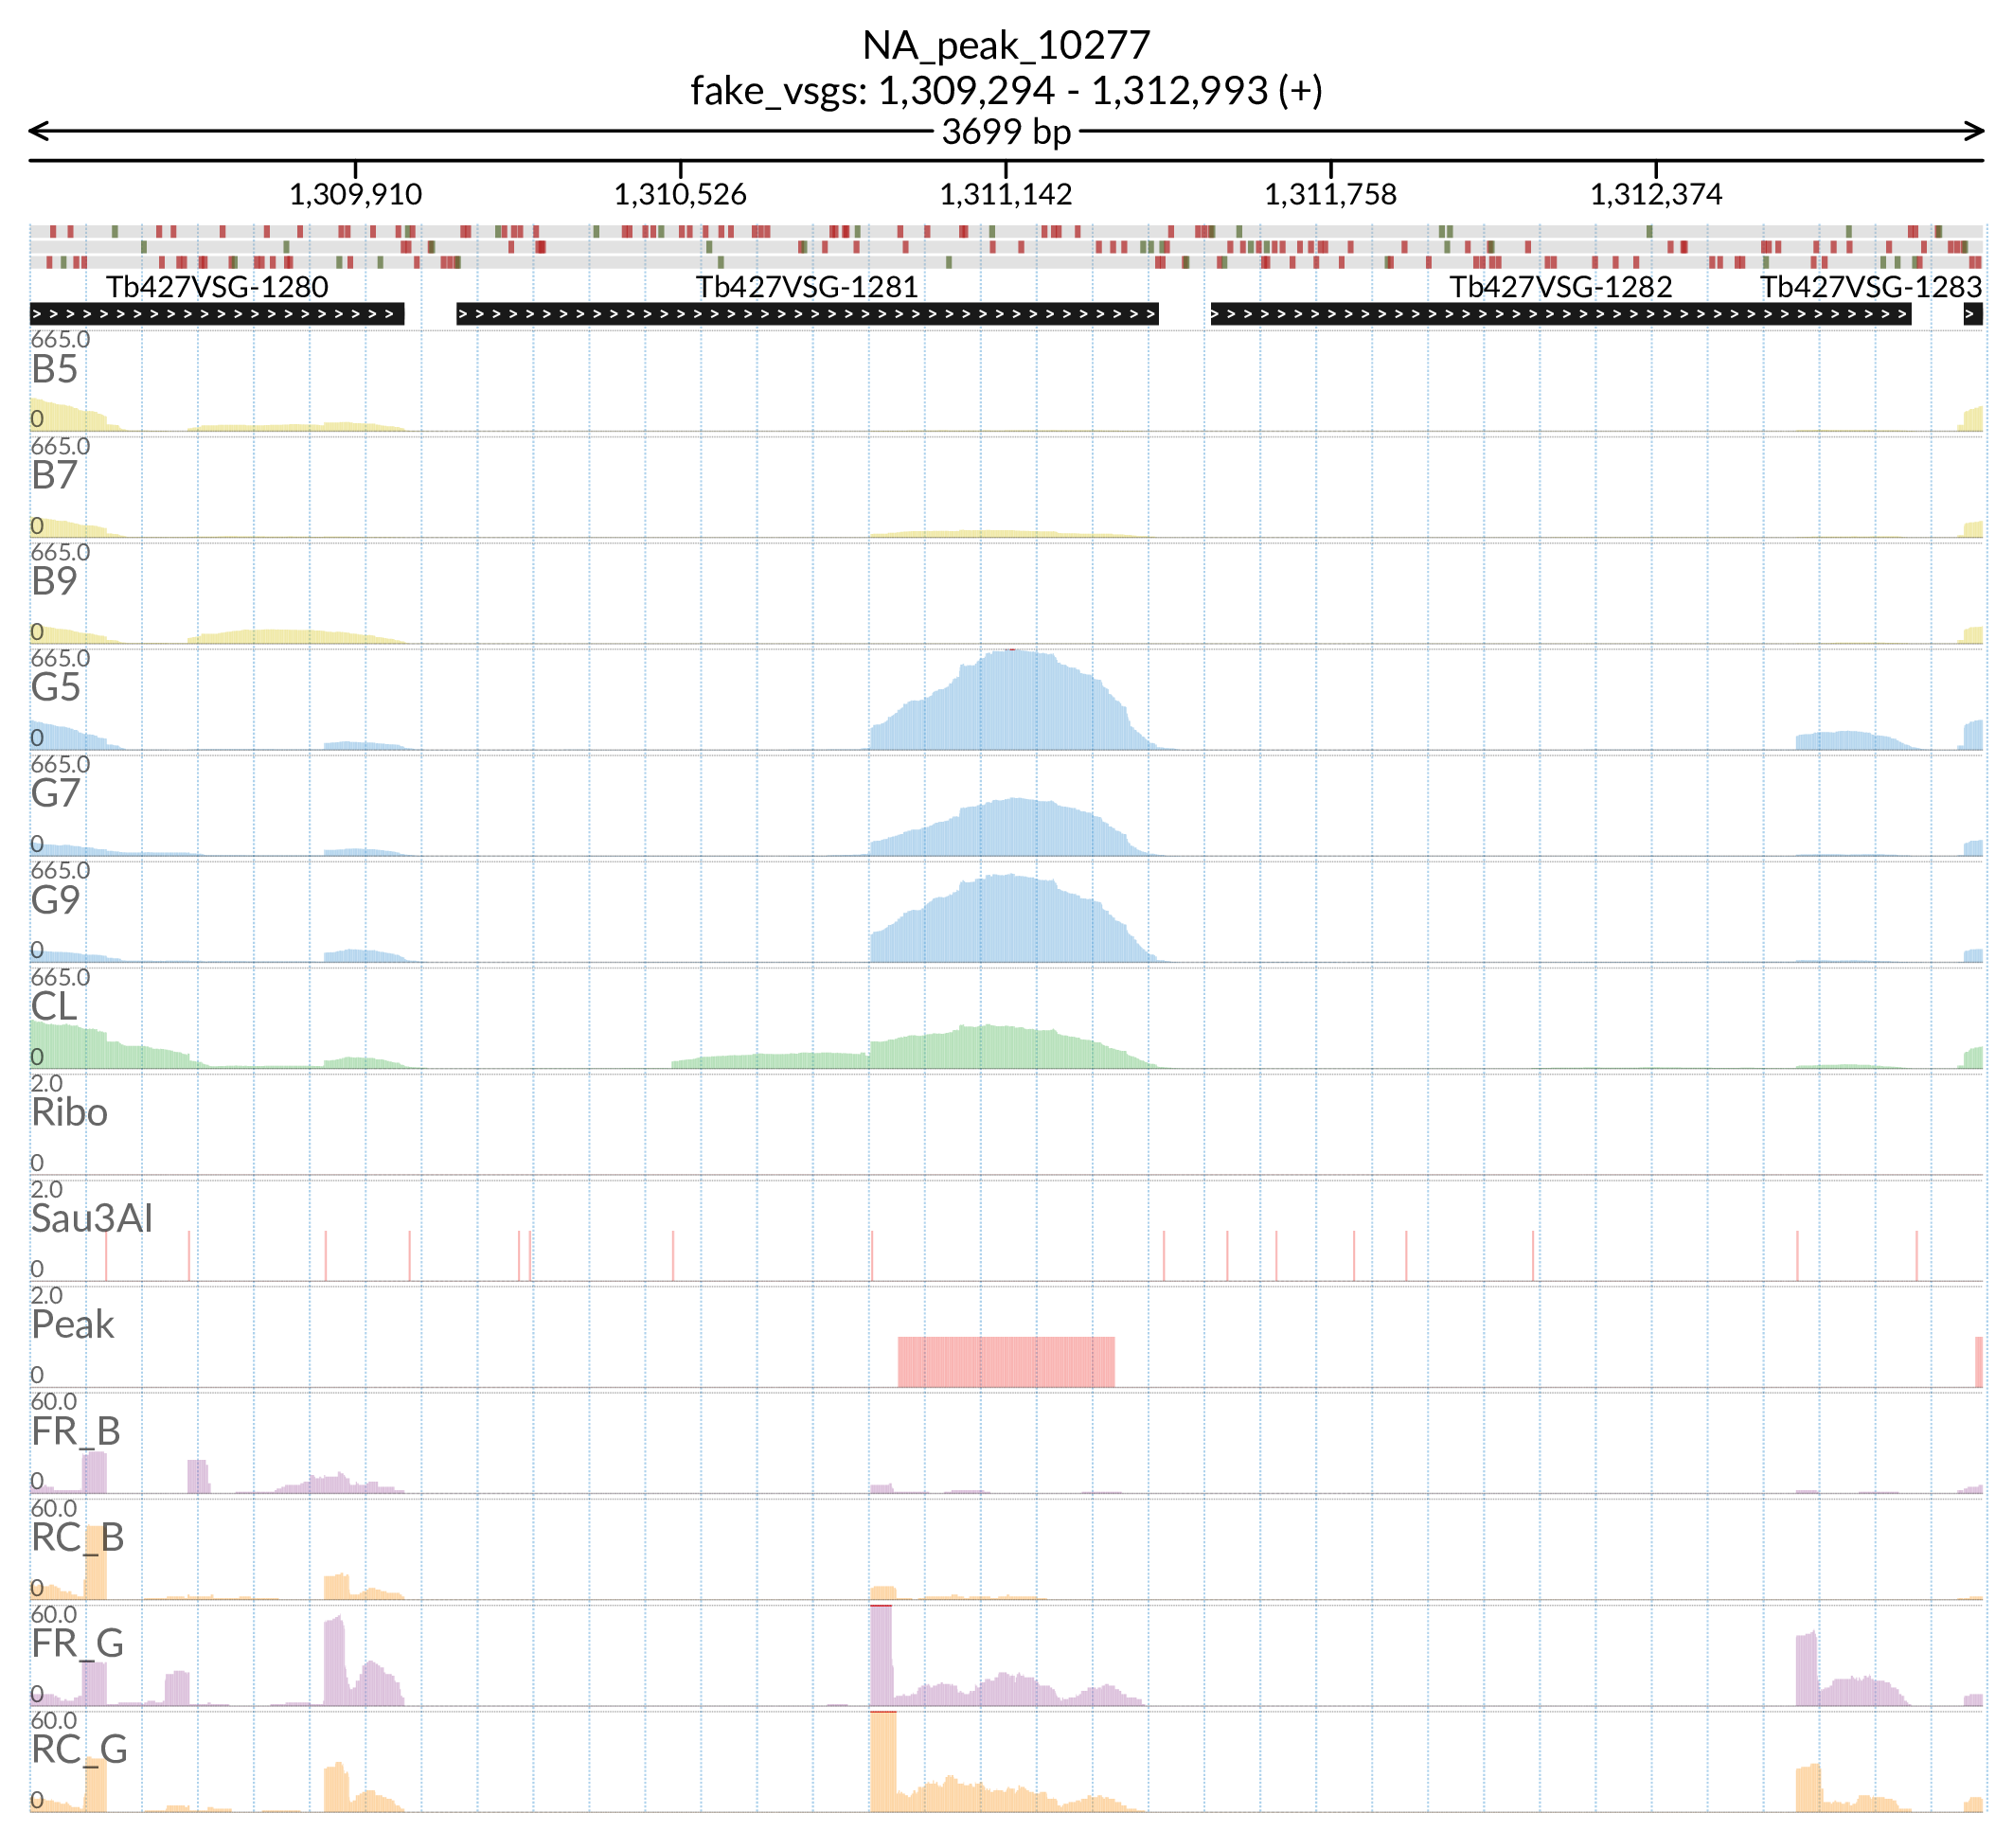 NA_peak_10277
fake_vsgs: 1,309,294 - 1,312,993 (+)
3699 bp
1,309,910 1,310,526 1,311,142 1,311,758 1,312,374
Tb427VSG-1280 Tb427VSG-1281 Tb427VSG-1282 Tb427VSG-1283
665.0
B5
0
665.0
B7
0
665.0
B9
0
665.0
G5
0
665.0
G7
0
665.0
G9
0
665.0
CL
0
2.0
Ribo
0
2.0
Sau3AI
0
2.0
Peak
0
60.0
FR_B
0
60.0
RC_B
0
60.0
FR_G
0
60.0
RC_G
0